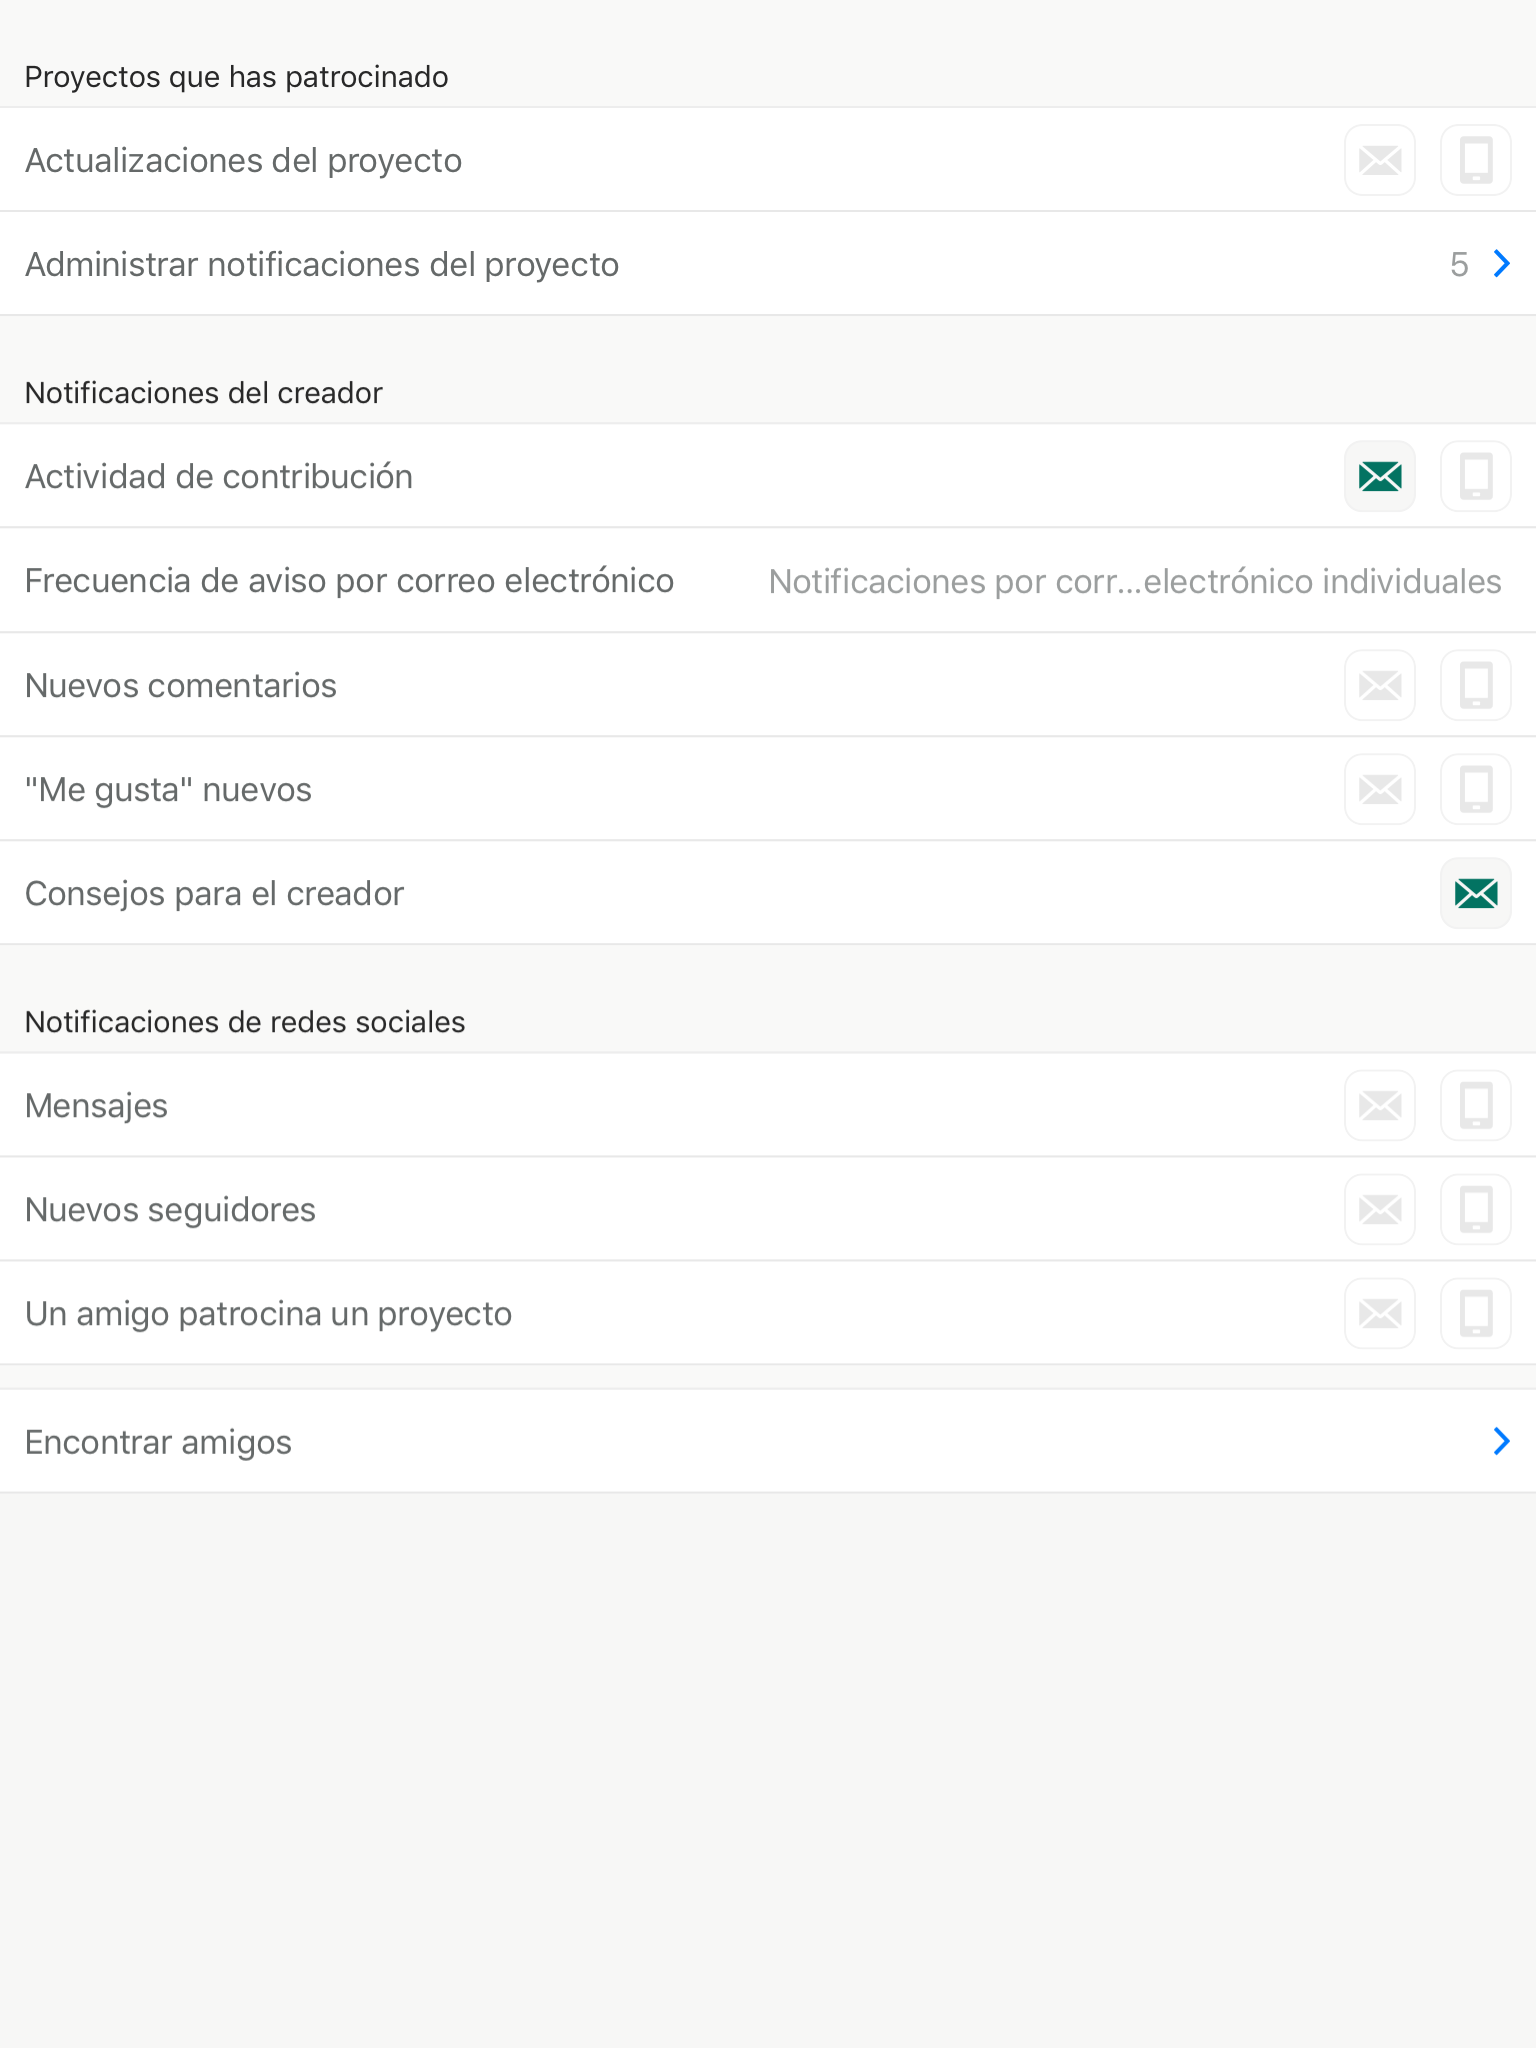 Proyectos que has patrocinado
Actualizaciones del proyecto
Administrar notificaciones del proyecto 5
Notificaciones del creador
Actividad de contribución
Frecuencia de aviso por correo electrónico Notificaciones por corr...electrónico individuales
Nuevos comentarios
"Me gusta" nuevos
Consejos para el creador
Notificaciones de redes sociales
Mensajes
Nuevos seguidores
Un amigo patrocina un proyecto
Encontrar amigos